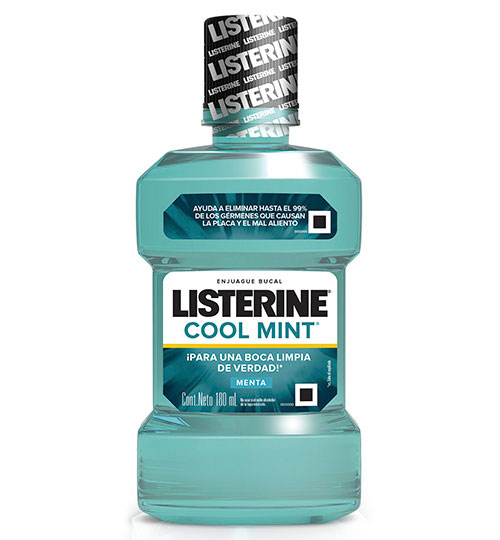 LISTERINE
LISTERINE
LISTERINE
LISTERINE
AYUDA A ELIMINAR HASTA EL 99%
DE LOS GÉRMENES QUE CAUSAN
LA PLACA Y EL MAL ALIENTO
ENJUAGUE BUCAL
LISTERINE®
COOL MINT®
¡PARA UNA BOCA LIMPIA
DE VERDAD!*
MENTA
Cont.Neto 180 mL